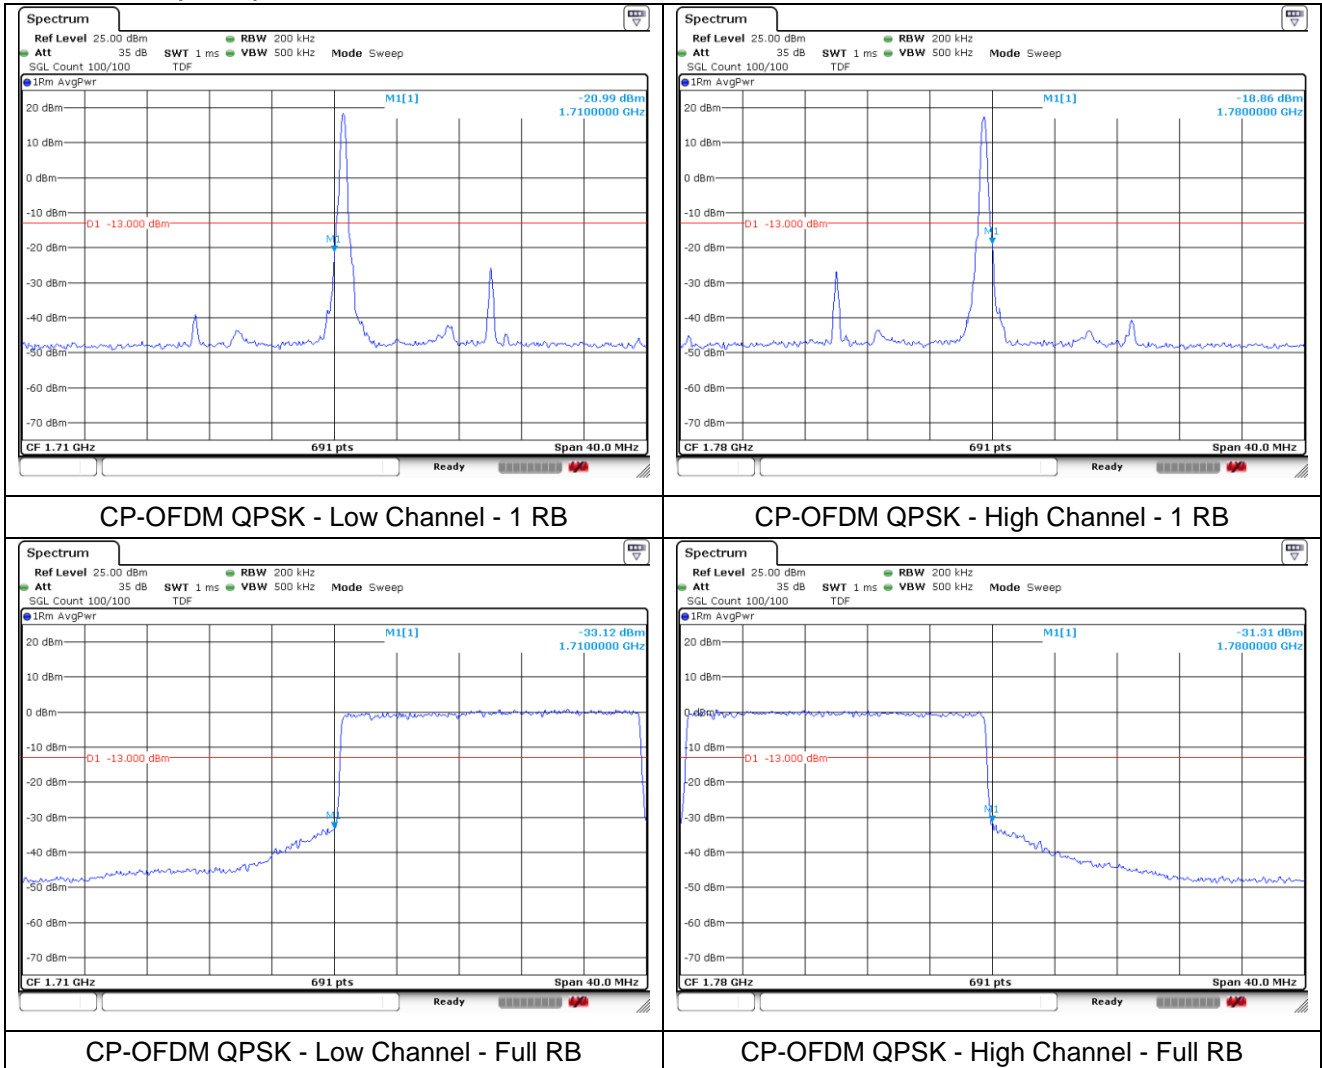 Spectrum
Ref Level 25.00 dBm RBW 200 kHz
Att 35 dB SWT 1 ms VBW 500 kHz Mode Sweep
SGL Count 100/100 TDF
1Rm AvgPwr
M1[1] -20.99 dBm
1.7100000 GHz
20 dBm
10 dBm
0 dBm
-10 dBm
D1 -13.000 dBm
M1
-20 dBm
-30 dBm
-40 dBm
-50 dBm
-60 dBm
-70 dBm
CF 1.71 GHz 691 pts Span 40.0 MHz
Ready
Spectrum
Ref Level 25.00 dBm RBW 200 kHz
Att 35 dB SWT 1 ms VBW 500 kHz Mode Sweep
SGL Count 100/100 TDF
1Rm AvgPwr
M1[1] -18.86 dBm
1.7800000 GHz
20 dBm
10 dBm
0 dBm
-10 dBm
D1 -13.000 dBm
M1
-20 dBm
-30 dBm
-40 dBm
-50 dBm
-60 dBm
-70 dBm
CF 1.78 GHz 691 pts Span 40.0 MHz
Ready
CP-OFDM QPSK - Low Channel - 1 RB
CP-OFDM QPSK - High Channel - 1 RB
Spectrum
Ref Level 25.00 dBm RBW 200 kHz
Att 35 dB SWT 1 ms VBW 500 kHz Mode Sweep
SGL Count 100/100 TDF
1Rm AvgPwr
M1[1] -33.12 dBm
1.7100000 GHz
20 dBm
10 dBm
0 dBm
-10 dBm
D1 -13.000 dBm
-20 dBm
-30 dBm
M1
-40 dBm
-50 dBm
-60 dBm
-70 dBm
CF 1.71 GHz 691 pts Span 40.0 MHz
Ready
Spectrum
Ref Level 25.00 dBm RBW 200 kHz
Att 35 dB SWT 1 ms VBW 500 kHz Mode Sweep
SGL Count 100/100 TDF
1Rm AvgPwr
M1[1] -31.31 dBm
1.7800000 GHz
20 dBm
10 dBm
0 dBm
-10 dBm
D1 -13.000 dBm
-20 dBm
M1
-30 dBm
-40 dBm
-50 dBm
-60 dBm
-70 dBm
CF 1.78 GHz 691 pts Span 40.0 MHz
Ready
CP-OFDM QPSK - Low Channel - Full RB
CP-OFDM QPSK - High Channel - Full RB